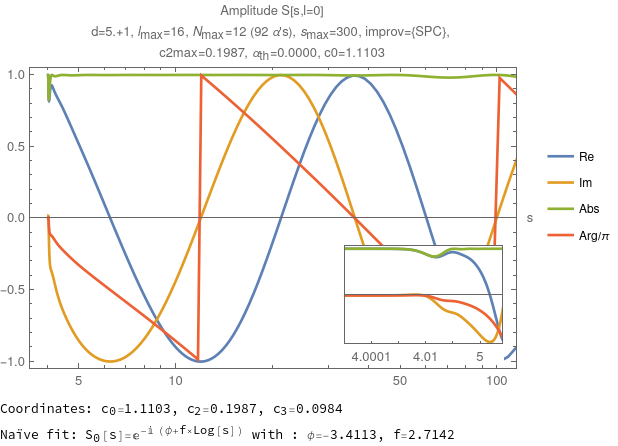 Amplitude S[s,l=0]
d=5.+1, lmax=16, Nmax=12 (92 α's), smax=300, improv={SPC},
c2max=0.1987, αth=0.0000, c0=1.1103
1.0
0.5
0.0
-0.5
-1.0
5
10
50
100
s
Re
Im
Abs
Arg/π
4.0001
4.01
5
Coordinates: c0=1.1103, c2=0.1987, c3=0.0984
Naïve fit: S0[s]=e^-i (ϕ+f×Log[s]) with : ϕ=-3.4113, f=2.7142